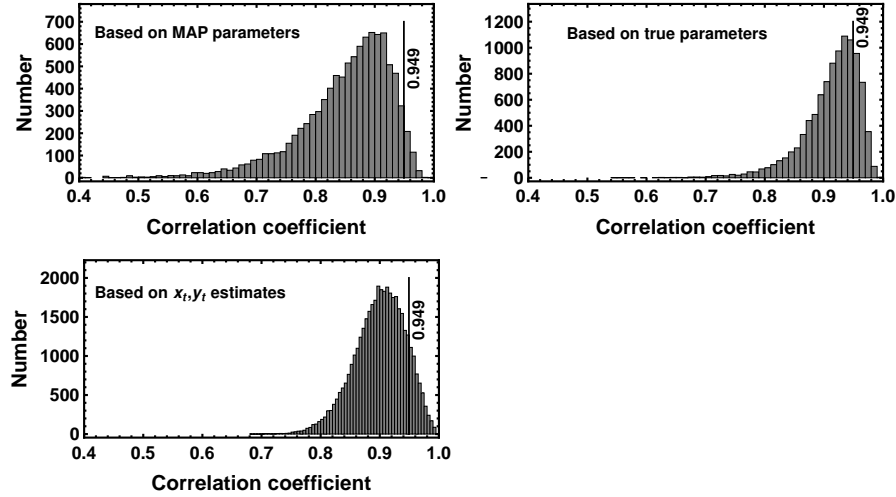 Based on MAP parameters
0.949
Number
700
600
500
400
300
200
100
0
0.4 0.5 0.6 0.7 0.8 0.9 1.0
Correlation coefficient
Based on true parameters
0.949
Number
1200
1000
800
600
400
200
0
0.4 0.5 0.6 0.7 0.8 0.9 1.0
Correlation coefficient
Based on xₜ,yₜ estimates
0.949
Number
2000
1500
1000
500
0
0.4 0.5 0.6 0.7 0.8 0.9 1.0
Correlation coefficient